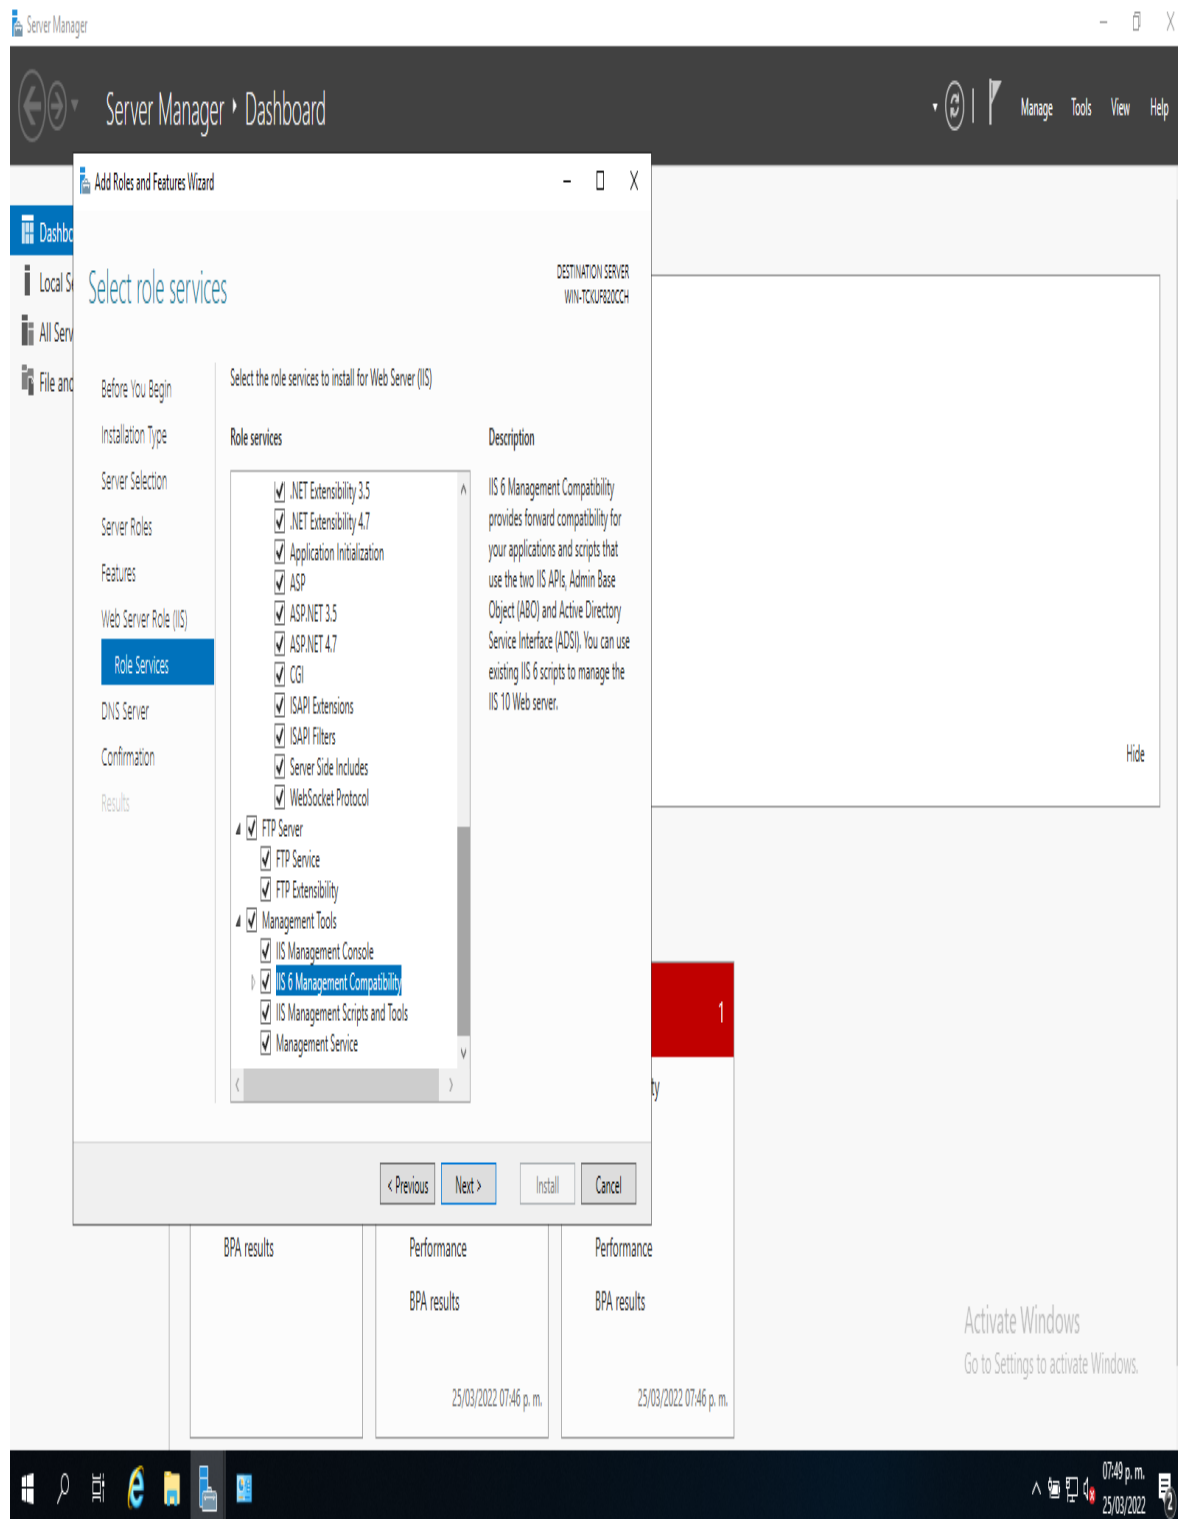 Server Manager
Server Manager ‣ Dashboard
Manage Tools View Help
Add Roles and Features Wizard
Select role services
DESTINATION SERVER
WIN-TCKUF820CCH
Before You Begin
Installation Type
Server Selection
Server Roles
Features
Web Server Role (IIS)
Role Services
DNS Server
Confirmation
Results
Select the role services to install for Web Server (IIS)
Role services
.NET Extensibility 3.5
.NET Extensibility 4.7
Application Initialization
ASP
ASP.NET 3.5
ASP.NET 4.7
CGI
ISAPI Extensions
ISAPI Filters
Server Side Includes
WebSocket Protocol
FTP Server
FTP Service
FTP Extensibility
Management Tools
IIS Management Console
IIS 6 Management Compatibility
IIS Management Scripts and Tools
Management Service
Description
IIS 6 Management Compatibility
provides forward compatibility for
your applications and scripts that
use the two IIS APIs, Admin Base
Object (ABO) and Active Directory
Service Interface (ADSI). You can use
existing IIS 6 scripts to manage the
IIS 10 Web server.
< Previous
Next >
Install
Cancel
Dashbo
Local Se
All Serv
File and
Hide
1
ty
BPA results
Performance
BPA results
25/03/2022 07:46 p. m.
Performance
BPA results
25/03/2022 07:46 p. m.
Activate Windows
Go to Settings to activate Windows.
07:49 p. m.
25/03/2022
2